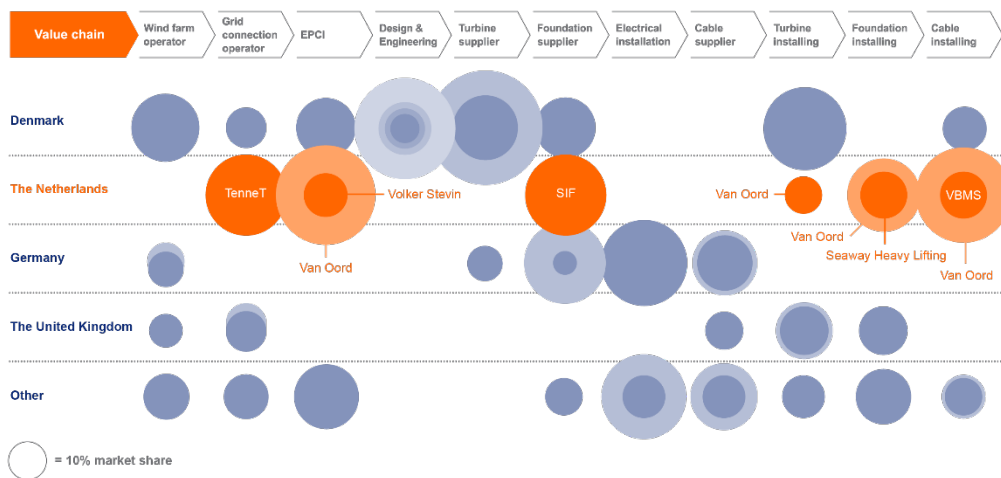 Value chain
Wind farm
operator
Grid
connection
operator
EPCI
Design &
Engineering
Turbine
supplier
Foundation
supplier
Electrical
installation
Cable
supplier
Turbine
installing
Foundation
installing
Cable
installing
Denmark
The Netherlands
TenneT
Volker Stevin
Van Oord
SIF
Van Oord
Van Oord
Seaway Heavy Lifting
VBMS
Van Oord
Germany
The United Kingdom
Other
= 10% market share